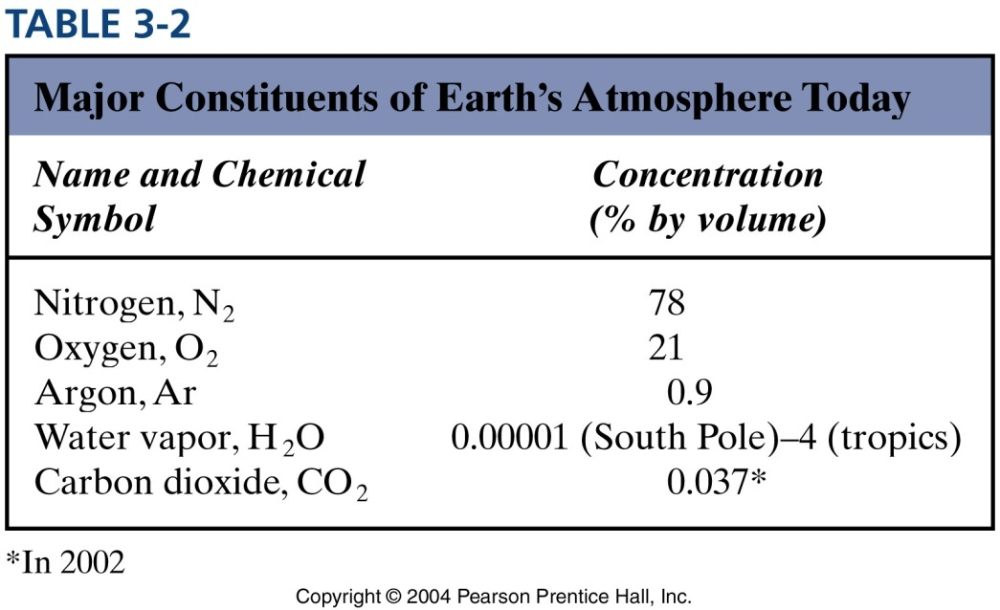 TABLE 3-2
Major Constituents of Earth's Atmosphere Today
Name and Chemical Symbol
Concentration (% by volume)
Nitrogen, N₂ 78
Oxygen, O₂ 21
Argon, Ar 0.9
Water vapor, H₂O 0.00001 (South Pole)–4 (tropics)
Carbon dioxide, CO₂ 0.037*
*In 2002
Copyright © 2004 Pearson Prentice Hall, Inc.